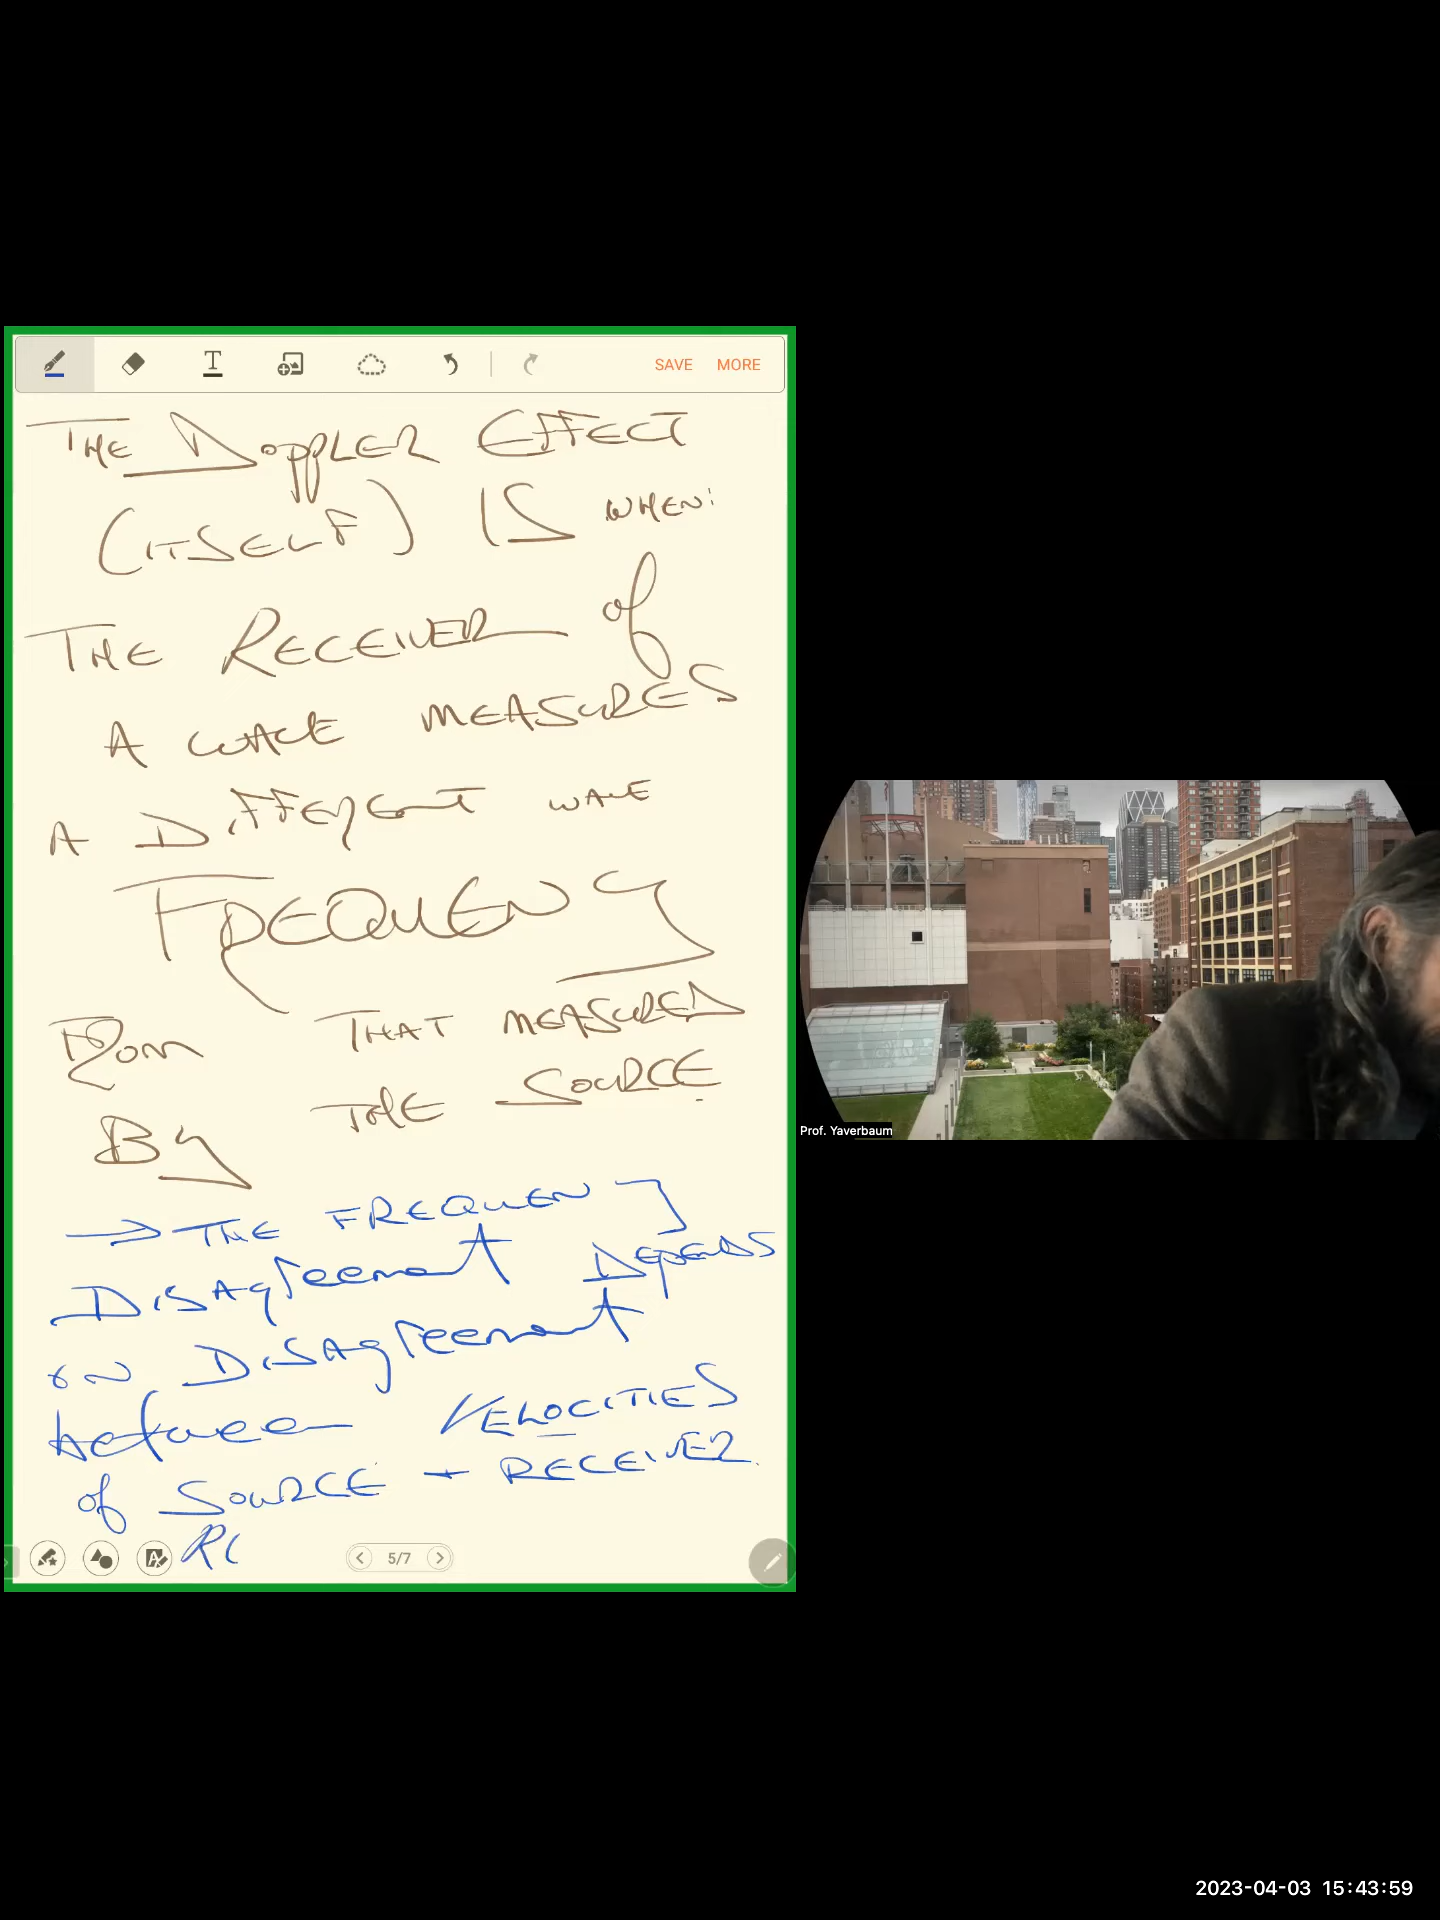 T
SAVE MORE
THE DOPPLER EFFECT
(ITSELF) IS WHEN:
THE RECEIVER of
A WAVE MEASURES
A DIFFERENT WAVE
FREQUENCY
FROM THAT MEASURED
BY THE SOURCE.
→ THE FREQUENCY
DISAgreement DEPENDS
ON DISAgreement
between VELOCITIES
of SOURCE + RECEIVER.
5/7
Prof. Yaverbaum
2023-04-03 15:43:59